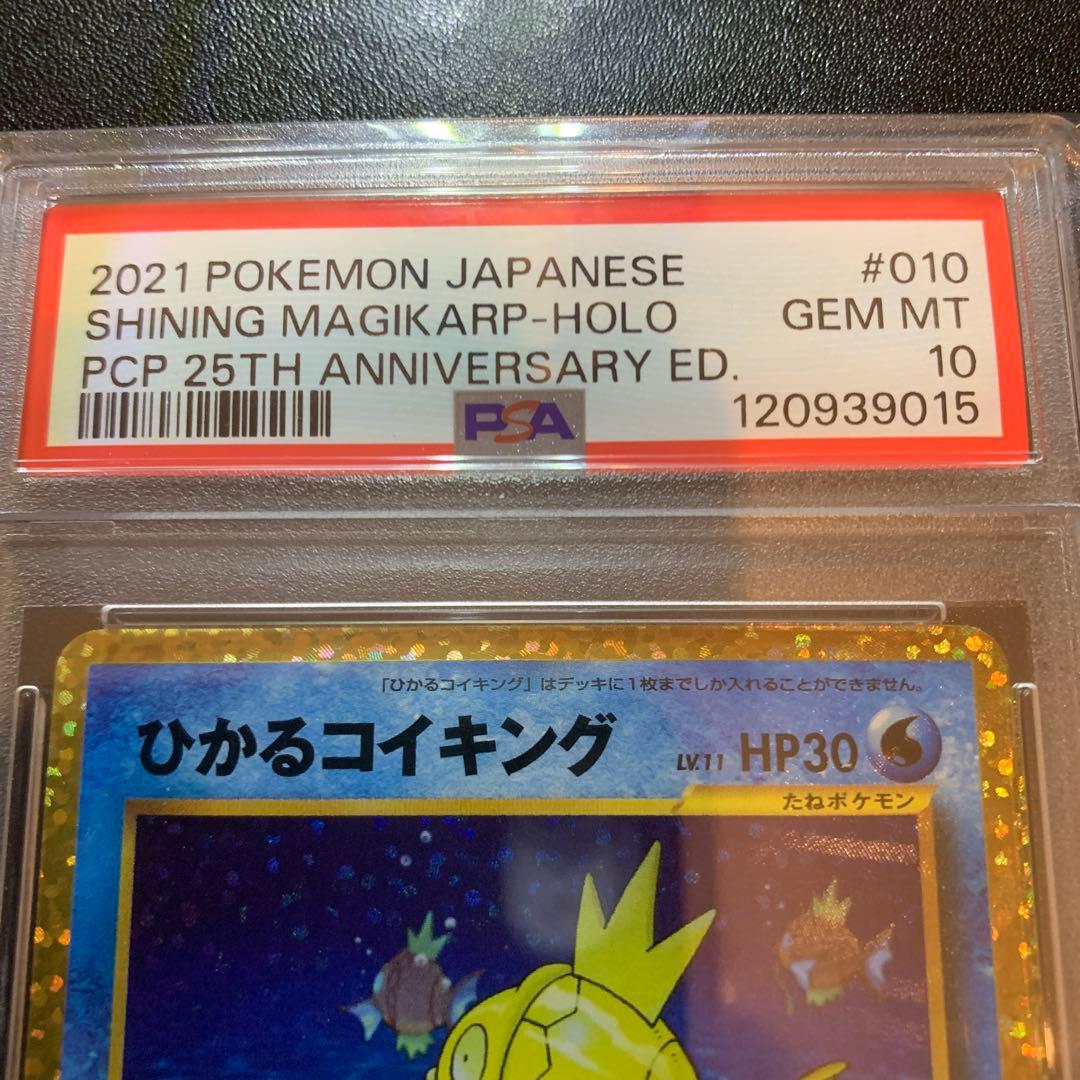 2021 POKEMON JAPANESE #010
SHINING MAGIKARP-HOLO GEM MT
PCP 25TH ANNIVERSARY ED. 10
PSA 120939015
「ひかるコイキング」はデッキに1枚までしか入れることができません。
ひかるコイキング LV.11 HP30
たねポケモン